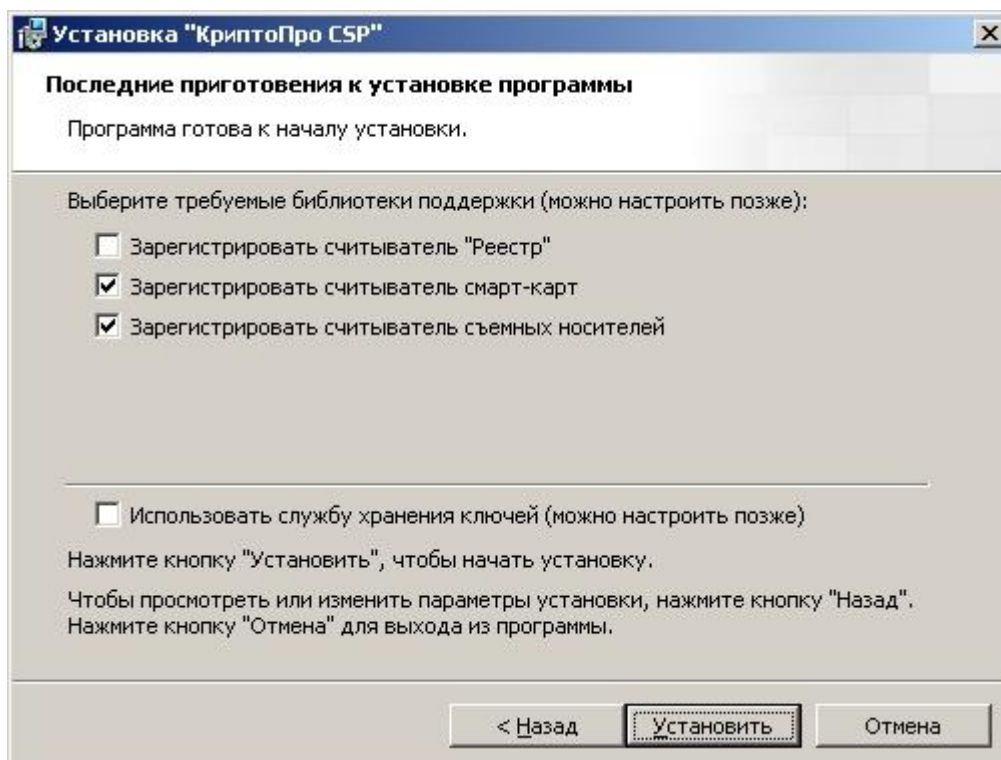 Установка "КриптоПро CSP"
Последние приготовения к установке программы
Программа готова к началу установки.
Выберите требуемые библиотеки поддержки (можно настроить позже):
Зарегистрировать считыватель "Реестр"
Зарегистрировать считыватель смарт-карт
Зарегистрировать считыватель съемных носителей
Использовать службу хранения ключей (можно настроить позже)
Нажмите кнопку "Установить", чтобы начать установку.
Чтобы просмотреть или изменить параметры установки, нажмите кнопку "Назад".
Нажмите кнопку "Отмена" для выхода из программы.
< Назад Установить Отмена